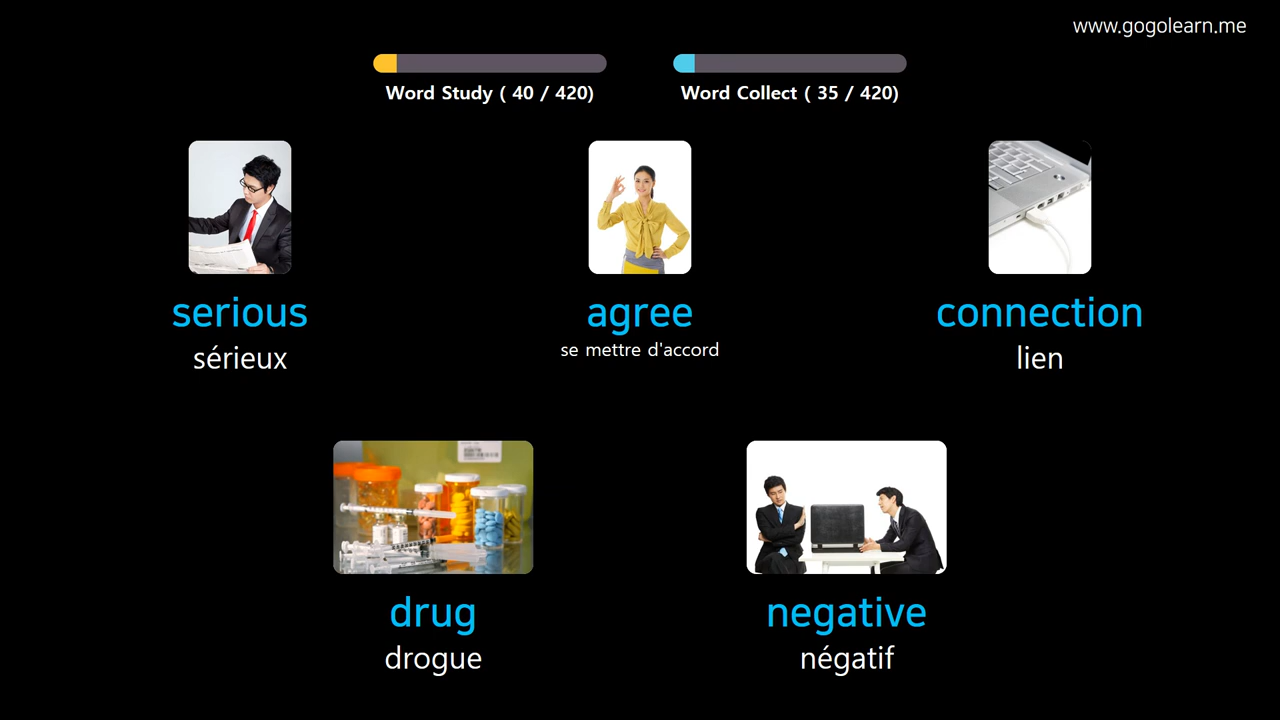 www.gogolearn.me
Word Study ( 40 / 420)
Word Collect ( 35 / 420)
serious
agree
connection
sérieux
se mettre d'accord
lien
drug
negative
drogue
négatif